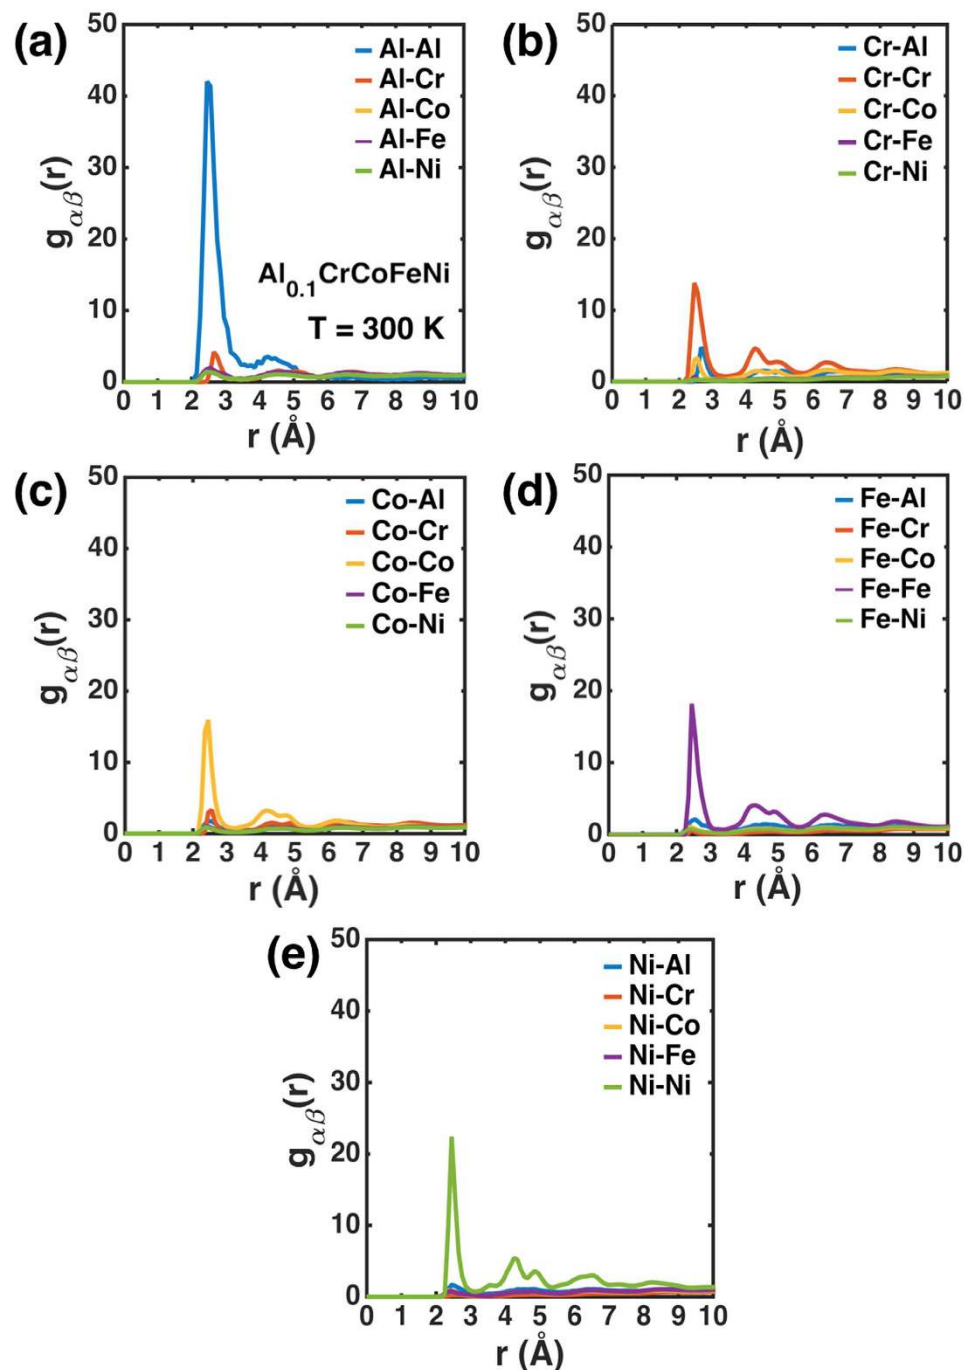 (a)
50
40
30
20
10
0
gαβ(r)
Al-Al
Al-Cr
Al-Co
Al-Fe
Al-Ni
Al0.1CrCoFeNi
T = 300 K
0 1 2 3 4 5 6 7 8 9 10
r (Å)
(b)
50
40
30
20
10
0
gαβ(r)
Cr-Al
Cr-Cr
Cr-Co
Cr-Fe
Cr-Ni
0 1 2 3 4 5 6 7 8 9 10
r (Å)
(c)
50
40
30
20
10
0
gαβ(r)
Co-Al
Co-Cr
Co-Co
Co-Fe
Co-Ni
0 1 2 3 4 5 6 7 8 9 10
r (Å)
(d)
50
40
30
20
10
0
gαβ(r)
Fe-Al
Fe-Cr
Fe-Co
Fe-Fe
Fe-Ni
0 1 2 3 4 5 6 7 8 9 10
r (Å)
(e)
50
40
30
20
10
0
gαβ(r)
Ni-Al
Ni-Cr
Ni-Co
Ni-Fe
Ni-Ni
0 1 2 3 4 5 6 7 8 9 10
r (Å)